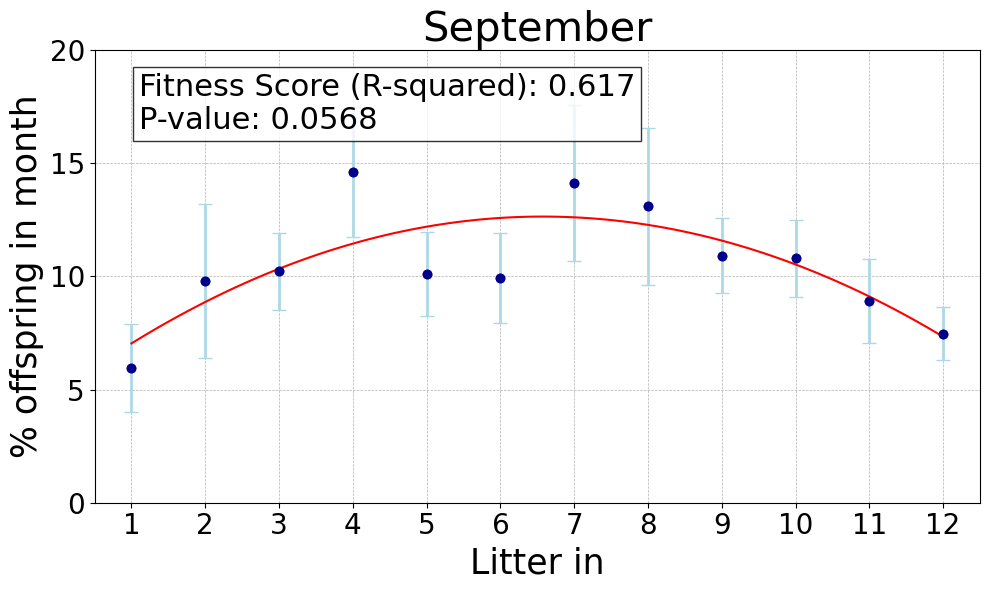 September
Fitness Score (R-squared): 0.617
P-value: 0.0568
% offspring in month
20
15
10
5
0
1 2 3 4 5 6 7 8 9 10 11 12
Litter in